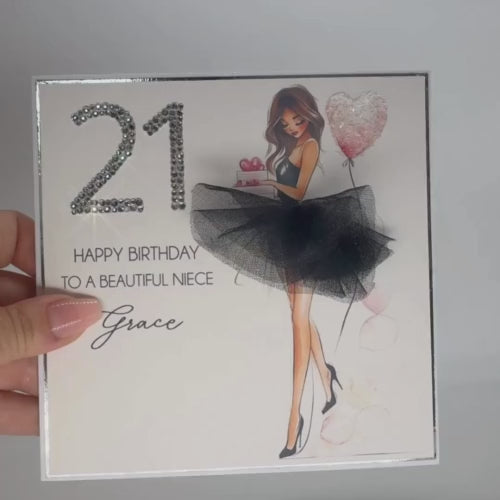 21
HAPPY BIRTHDAY
TO A BEAUTIFUL NIECE
Grace